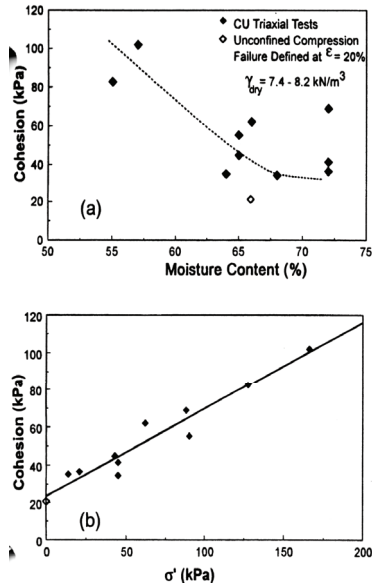 120
100
80
60
40
20
0
Cohesion (kPa)
CU Triaxial Tests
Unconfined Compression
Failure Defined at ε = 20%
γdry = 7.4 - 8.2 kN/m³
(a)
50 55 60 65 70 75
Moisture Content (%)
120
100
80
60
40
20
0
Cohesion (kPa)
(b)
0 50 100 150 200
σ' (kPa)